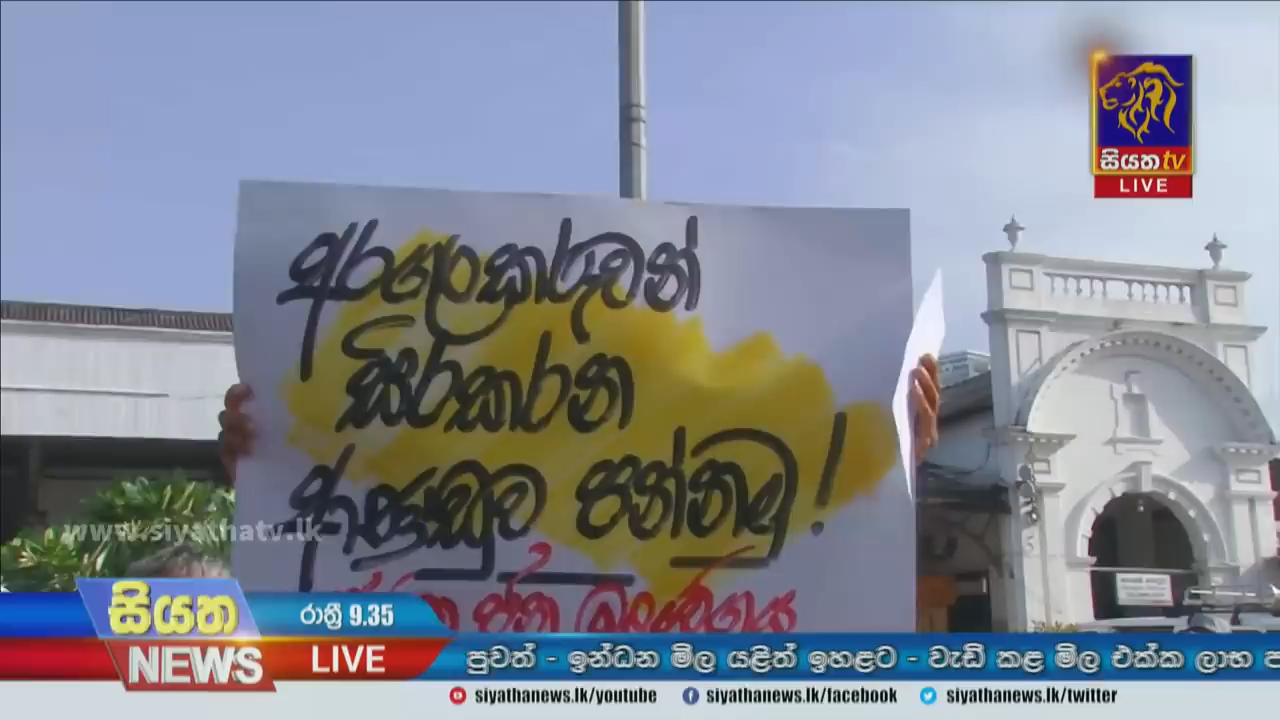 සියත tv
LIVE
අරගලකරුවන්
සිරකරන
ආණ්ඩුව පන්නමු!
www.siyathatv.lk
සියත
NEWS
රාත්‍රී 9.35
LIVE
පුවත් - ඉන්ධන මිල යළිත් ඉහළට - වැඩි කළ මිල එක්ක ලාභ
siyathanews.lk/youtube
siyathanews.lk/facebook
siyathanews.lk/twitter